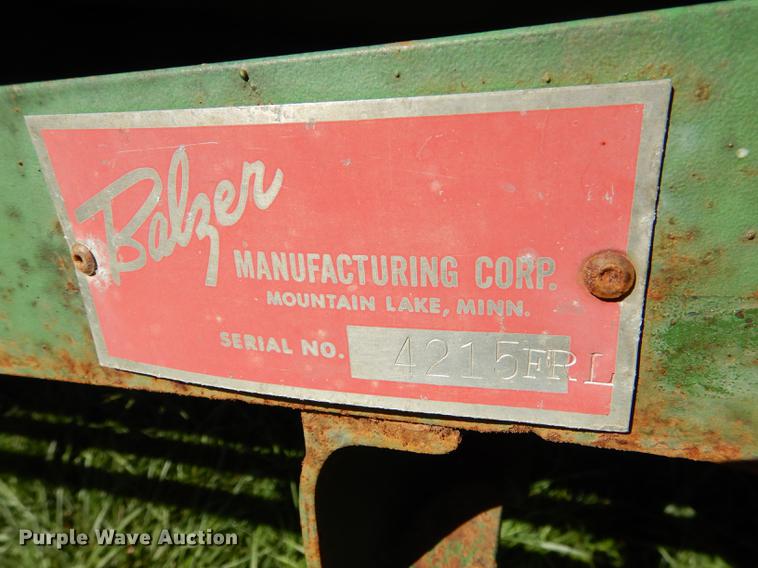 Balzer
MANUFACTURING CORP.
MOUNTAIN LAKE, MINN.
SERIAL NO. 4215FRL
Purple Wave Auction®